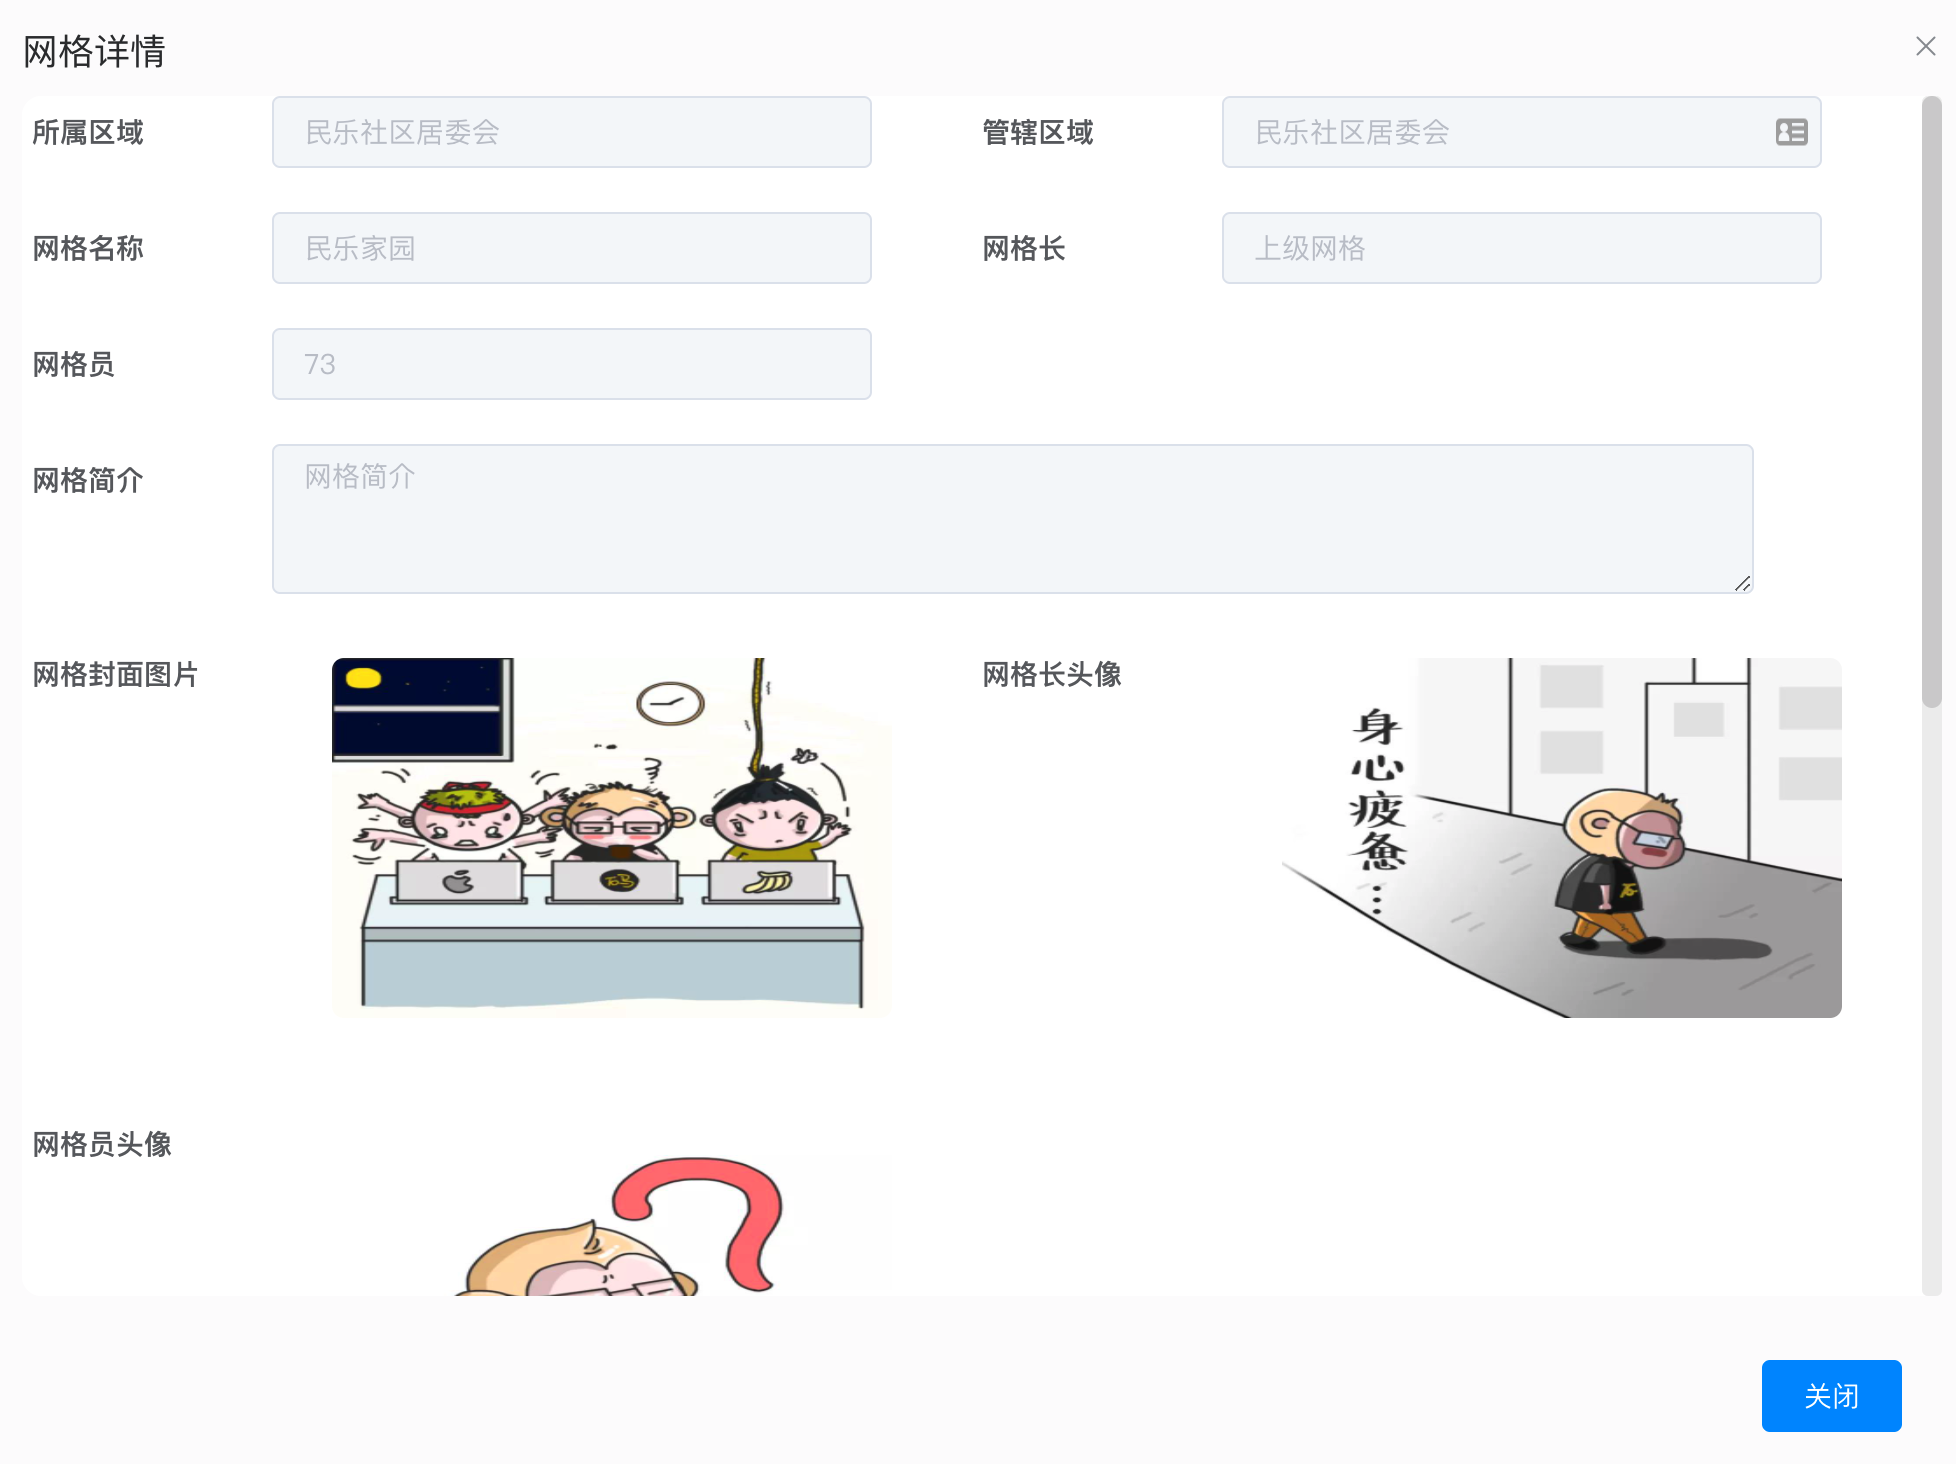 网格详情
所属区域
民乐社区居委会
管辖区域
民乐社区居委会
网格名称
民乐家园
网格长
上级网格
网格员
73
网格简介
网格简介
网格封面图片
网格长头像
身心疲惫...
网格员头像
关闭